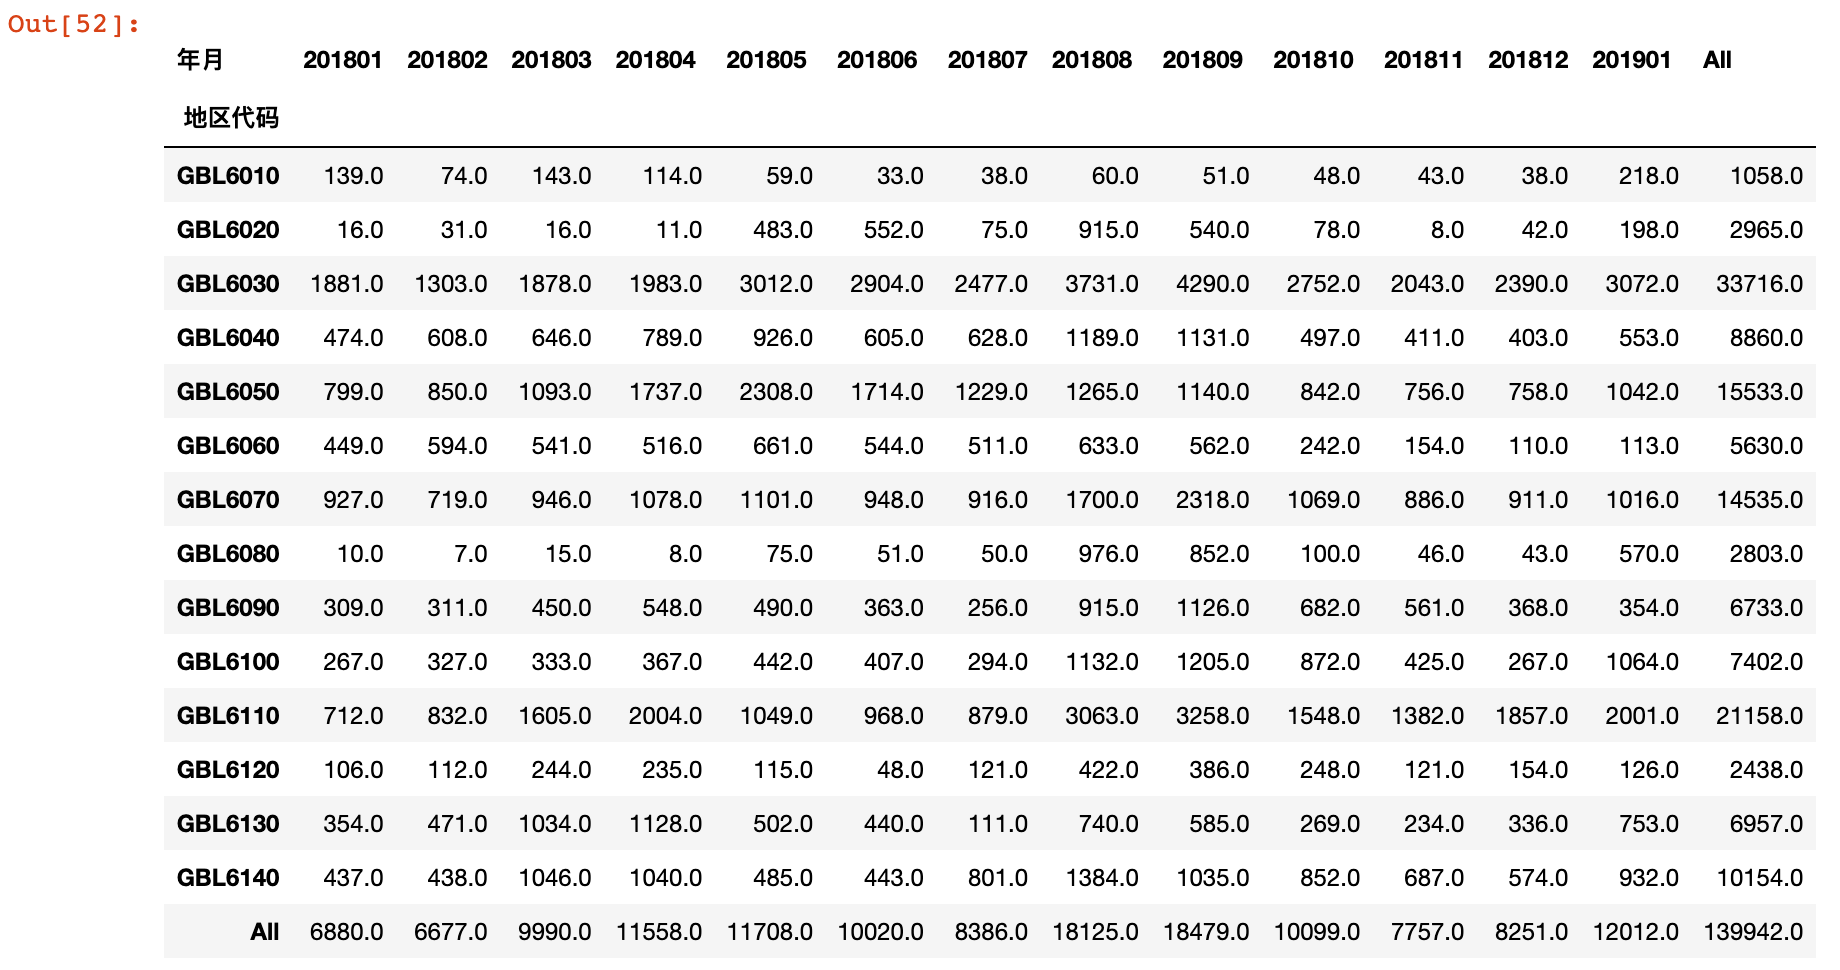 Out[52]:
年月 201801 201802 201803 201804 201805 201806 201807 201808 201809 201810 201811 201812 201901 All
地区代码
GBL6010 139.0 74.0 143.0 114.0 59.0 33.0 38.0 60.0 51.0 48.0 43.0 38.0 218.0 1058.0
GBL6020 16.0 31.0 16.0 11.0 483.0 552.0 75.0 915.0 540.0 78.0 8.0 42.0 198.0 2965.0
GBL6030 1881.0 1303.0 1878.0 1983.0 3012.0 2904.0 2477.0 3731.0 4290.0 2752.0 2043.0 2390.0 3072.0 33716.0
GBL6040 474.0 608.0 646.0 789.0 926.0 605.0 628.0 1189.0 1131.0 497.0 411.0 403.0 553.0 8860.0
GBL6050 799.0 850.0 1093.0 1737.0 2308.0 1714.0 1229.0 1265.0 1140.0 842.0 756.0 758.0 1042.0 15533.0
GBL6060 449.0 594.0 541.0 516.0 661.0 544.0 511.0 633.0 562.0 242.0 154.0 110.0 113.0 5630.0
GBL6070 927.0 719.0 946.0 1078.0 1101.0 948.0 916.0 1700.0 2318.0 1069.0 886.0 911.0 1016.0 14535.0
GBL6080 10.0 7.0 15.0 8.0 75.0 51.0 50.0 976.0 852.0 100.0 46.0 43.0 570.0 2803.0
GBL6090 309.0 311.0 450.0 548.0 490.0 363.0 256.0 915.0 1126.0 682.0 561.0 368.0 354.0 6733.0
GBL6100 267.0 327.0 333.0 367.0 442.0 407.0 294.0 1132.0 1205.0 872.0 425.0 267.0 1064.0 7402.0
GBL6110 712.0 832.0 1605.0 2004.0 1049.0 968.0 879.0 3063.0 3258.0 1548.0 1382.0 1857.0 2001.0 21158.0
GBL6120 106.0 112.0 244.0 235.0 115.0 48.0 121.0 422.0 386.0 248.0 121.0 154.0 126.0 2438.0
GBL6130 354.0 471.0 1034.0 1128.0 502.0 440.0 111.0 740.0 585.0 269.0 234.0 336.0 753.0 6957.0
GBL6140 437.0 438.0 1046.0 1040.0 485.0 443.0 801.0 1384.0 1035.0 852.0 687.0 574.0 932.0 10154.0
All 6880.0 6677.0 9990.0 11558.0 11708.0 10020.0 8386.0 18125.0 18479.0 10099.0 7757.0 8251.0 12012.0 139942.0